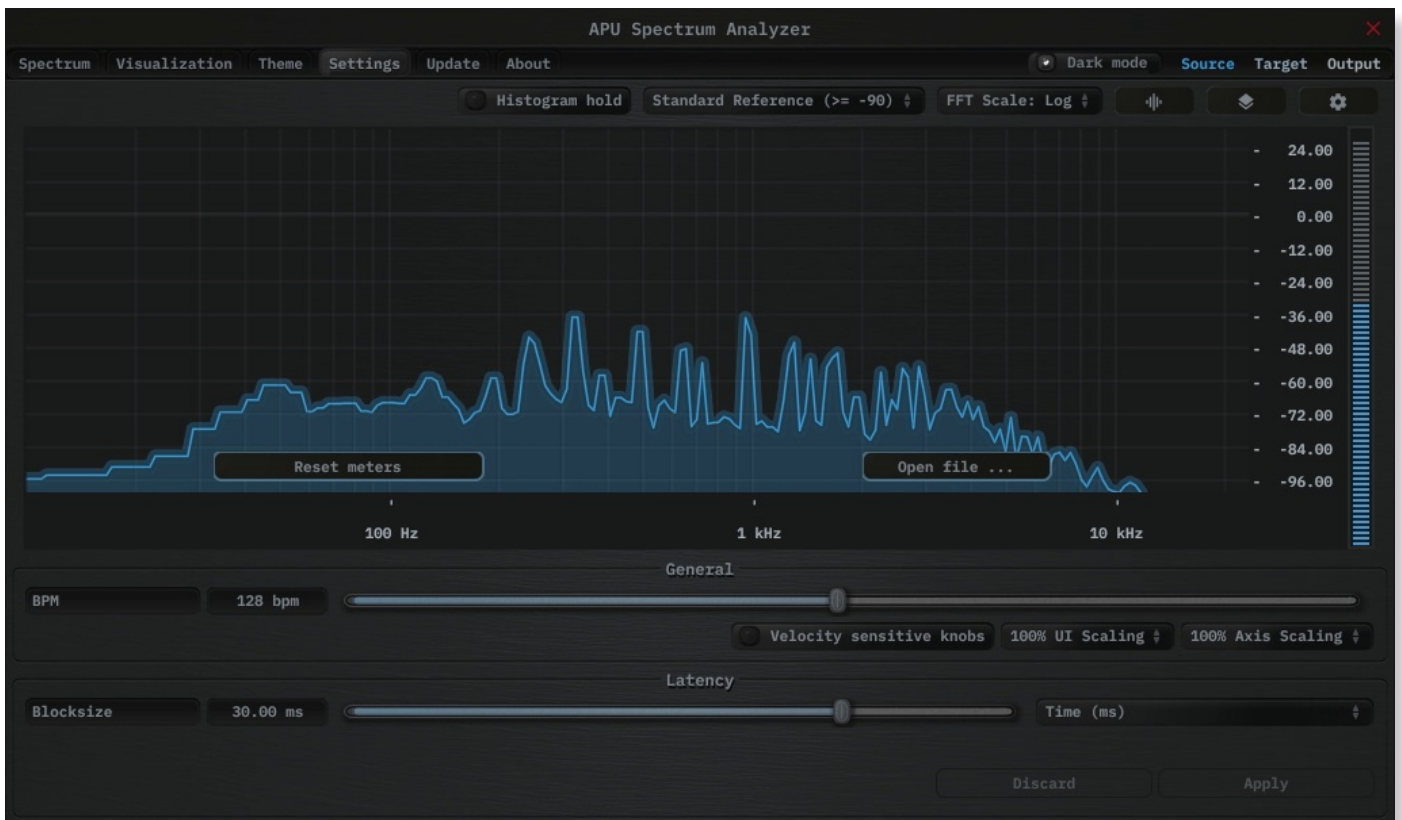 APU Spectrum Analyzer
Spectrum Visualization Theme Settings Update About Dark mode Source Target Output
Histogram hold Standard Reference (>= -90) FFT Scale: Log
- 24.00
- 12.00
- 0.00
- -12.00
- -24.00
- -36.00
- -48.00
- -60.00
- -72.00
- -84.00
Reset meters Open file ...
- -96.00
100 Hz 1 kHz 10 kHz
General
BPM 128 bpm
Velocity sensitive knobs 100% UI Scaling 100% Axis Scaling
Latency
Blocksize 30.00 ms Time (ms)
Discard Apply